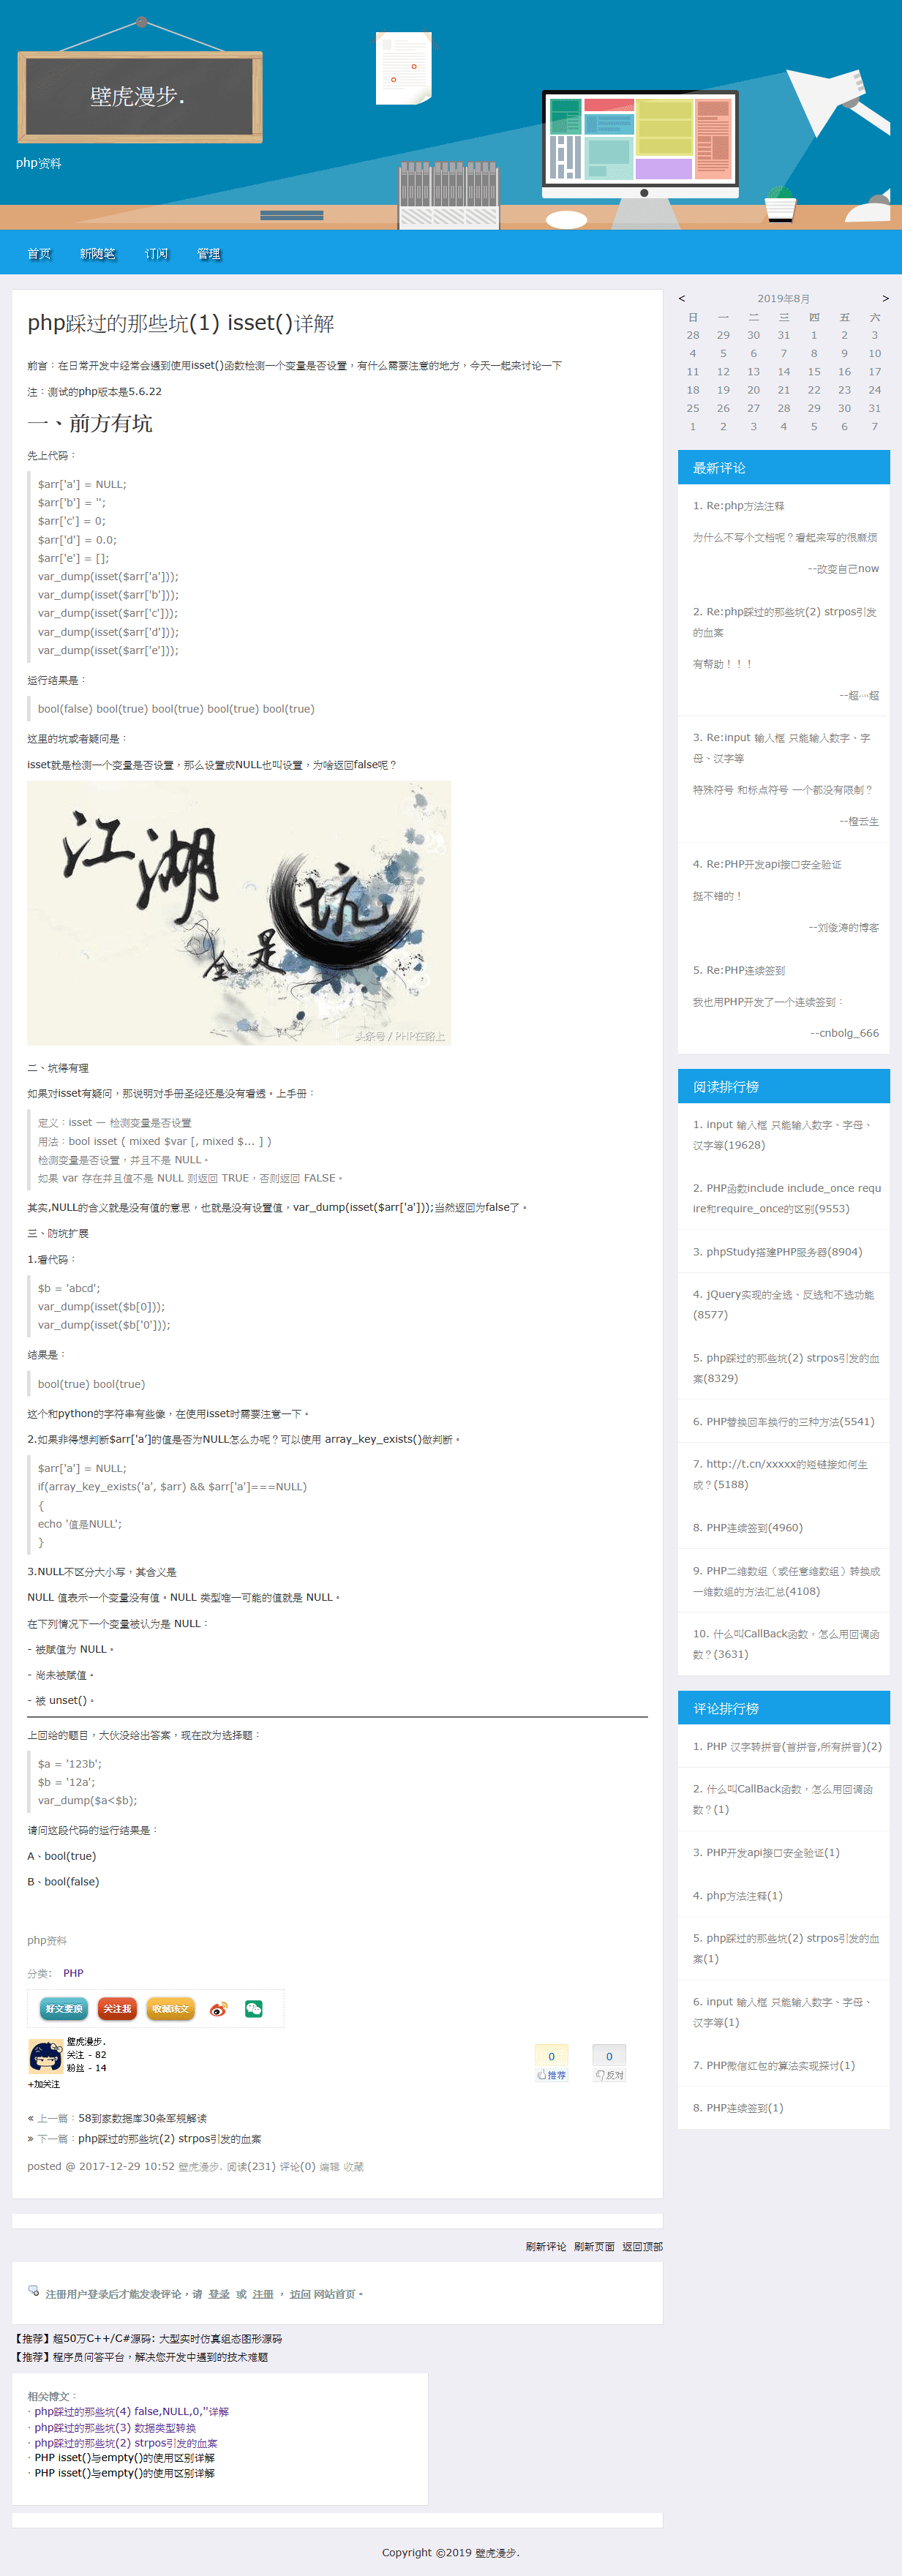 壁虎漫步.
php资料
首页 新随笔 订阅 管理
php踩过的那些坑(1) isset()详解
前言：在日常开发中经常会遇到使用isset()函数检测一个变量是否设置，有什么需要注意的地方，今天一起来讨论一下
注：测试的php版本是5.6.22
一、前方有坑
先上代码：
$arr['a'] = NULL;
$arr['b'] = '';
$arr['c'] = 0;
$arr['d'] = 0.0;
$arr['e'] = [];
var_dump(isset($arr['a']));
var_dump(isset($arr['b']));
var_dump(isset($arr['c']));
var_dump(isset($arr['d']));
var_dump(isset($arr['e']));
运行结果是：
bool(false) bool(true) bool(true) bool(true) bool(true)
这里的坑或者疑问是：
isset就是检测一个变量是否设置，那么设置成NULL也叫设置，为啥返回false呢？
江湖
全是
坑
头条号 / PHP在路上
二、坑得有理
如果对isset有疑问，那说明对手册圣经还是没有看透。上手册：
定义：isset — 检测变量是否设置
用法：bool isset ( mixed $var [, mixed $... ] )
检测变量是否设置，并且不是 NULL。
如果 var 存在并且值不是 NULL 则返回 TRUE，否则返回 FALSE。
其实,NULL的含义就是没有值的意思，也就是没有设置值，var_dump(isset($arr['a']));当然返回为false了。
三、防坑扩展
1.看代码：
$b = 'abcd';
var_dump(isset($b[0]));
var_dump(isset($b['0']));
结果是：
bool(true) bool(true)
这个和python的字符串有些像，在使用isset时需要注意一下。
2.如果非得想判断$arr['a']的值是否为NULL怎么办呢？可以使用 array_key_exists()做判断。
$arr['a'] = NULL;
if(array_key_exists('a', $arr) && $arr['a']===NULL)
{
echo '值是NULL';
}
3.NULL不区分大小写，其含义是
NULL 值表示一个变量没有值。NULL 类型唯一可能的值就是 NULL。
在下列情况下一个变量被认为是 NULL：
- 被赋值为 NULL。
- 尚未被赋值。
- 被 unset()。
上回给的题目，大伙没给出答案，现在改为选择题：
$a = '123b';
$b = '12a';
var_dump($a<$b);
请问这段代码的运行结果是：
A、bool(true)
B、bool(false)
php资料
分类: PHP
好文要顶 关注我 收藏该文
壁虎漫步.
关注 - 82
粉丝 - 14
+加关注
0 0
推荐 反对
« 上一篇：58到家数据库30条军规解读
» 下一篇：php踩过的那些坑(2) strpos引发的血案
posted @ 2017-12-29 10:52 壁虎漫步. 阅读(231) 评论(0) 编辑 收藏
刷新评论 刷新页面 返回顶部
注册用户登录后才能发表评论，请 登录 或 注册 ， 访问 网站首页。
【推荐】超50万C++/C#源码: 大型实时仿真组态图形源码
【推荐】程序员问答平台，解决您开发中遇到的技术难题
相关博文：
· php踩过的那些坑(4) false,NULL,0,''详解
· php踩过的那些坑(3) 数据类型转换
· php踩过的那些坑(2) strpos引发的血案
· PHP isset()与empty()的使用区别详解
· PHP isset()与empty()的使用区别详解
< 2019年8月 >
日 一 二 三 四 五 六
28 29 30 31 1 2 3
4 5 6 7 8 9 10
11 12 13 14 15 16 17
18 19 20 21 22 23 24
25 26 27 28 29 30 31
1 2 3 4 5 6 7
最新评论
1. Re:php方法注释
为什么不写个文档呢？看起来写的很麻烦
--改变自己now
2. Re:php踩过的那些坑(2) strpos引发
的血案
有帮助！！！
--超灬超
3. Re:input 输入框 只能输入数字、字
母、汉字等
特殊符号 和标点符号 一个都没有限制？
--橙云生
4. Re:PHP开发api接口安全验证
挺不错的！
--刘俊涛的博客
5. Re:PHP连续签到
我也用PHP开发了一个连续签到：
--cnbolg_666
阅读排行榜
1. input 输入框 只能输入数字、字母、
汉字等(19628)
2. PHP函数include include_once requ
ire和require_once的区别(9553)
3. phpStudy搭建PHP服务器(8904)
4. jQuery实现的全选、反选和不选功能
(8577)
5. php踩过的那些坑(2) strpos引发的血
案(8329)
6. PHP替换回车换行的三种方法(5541)
7. http://t.cn/xxxxx的短链接如何生
成？(5188)
8. PHP连续签到(4960)
9. PHP二维数组（或任意维数组）转换成
一维数组的方法汇总(4108)
10. 什么叫CallBack函数，怎么用回调函
数？(3631)
评论排行榜
1. PHP 汉字转拼音(首拼音,所有拼音)(2)
2. 什么叫CallBack函数，怎么用回调函
数？(1)
3. PHP开发api接口安全验证(1)
4. php方法注释(1)
5. php踩过的那些坑(2) strpos引发的血
案(1)
6. input 输入框 只能输入数字、字母、
汉字等(1)
7. PHP微信红包的算法实现探讨(1)
8. PHP连续签到(1)
Copyright ©2019 壁虎漫步.